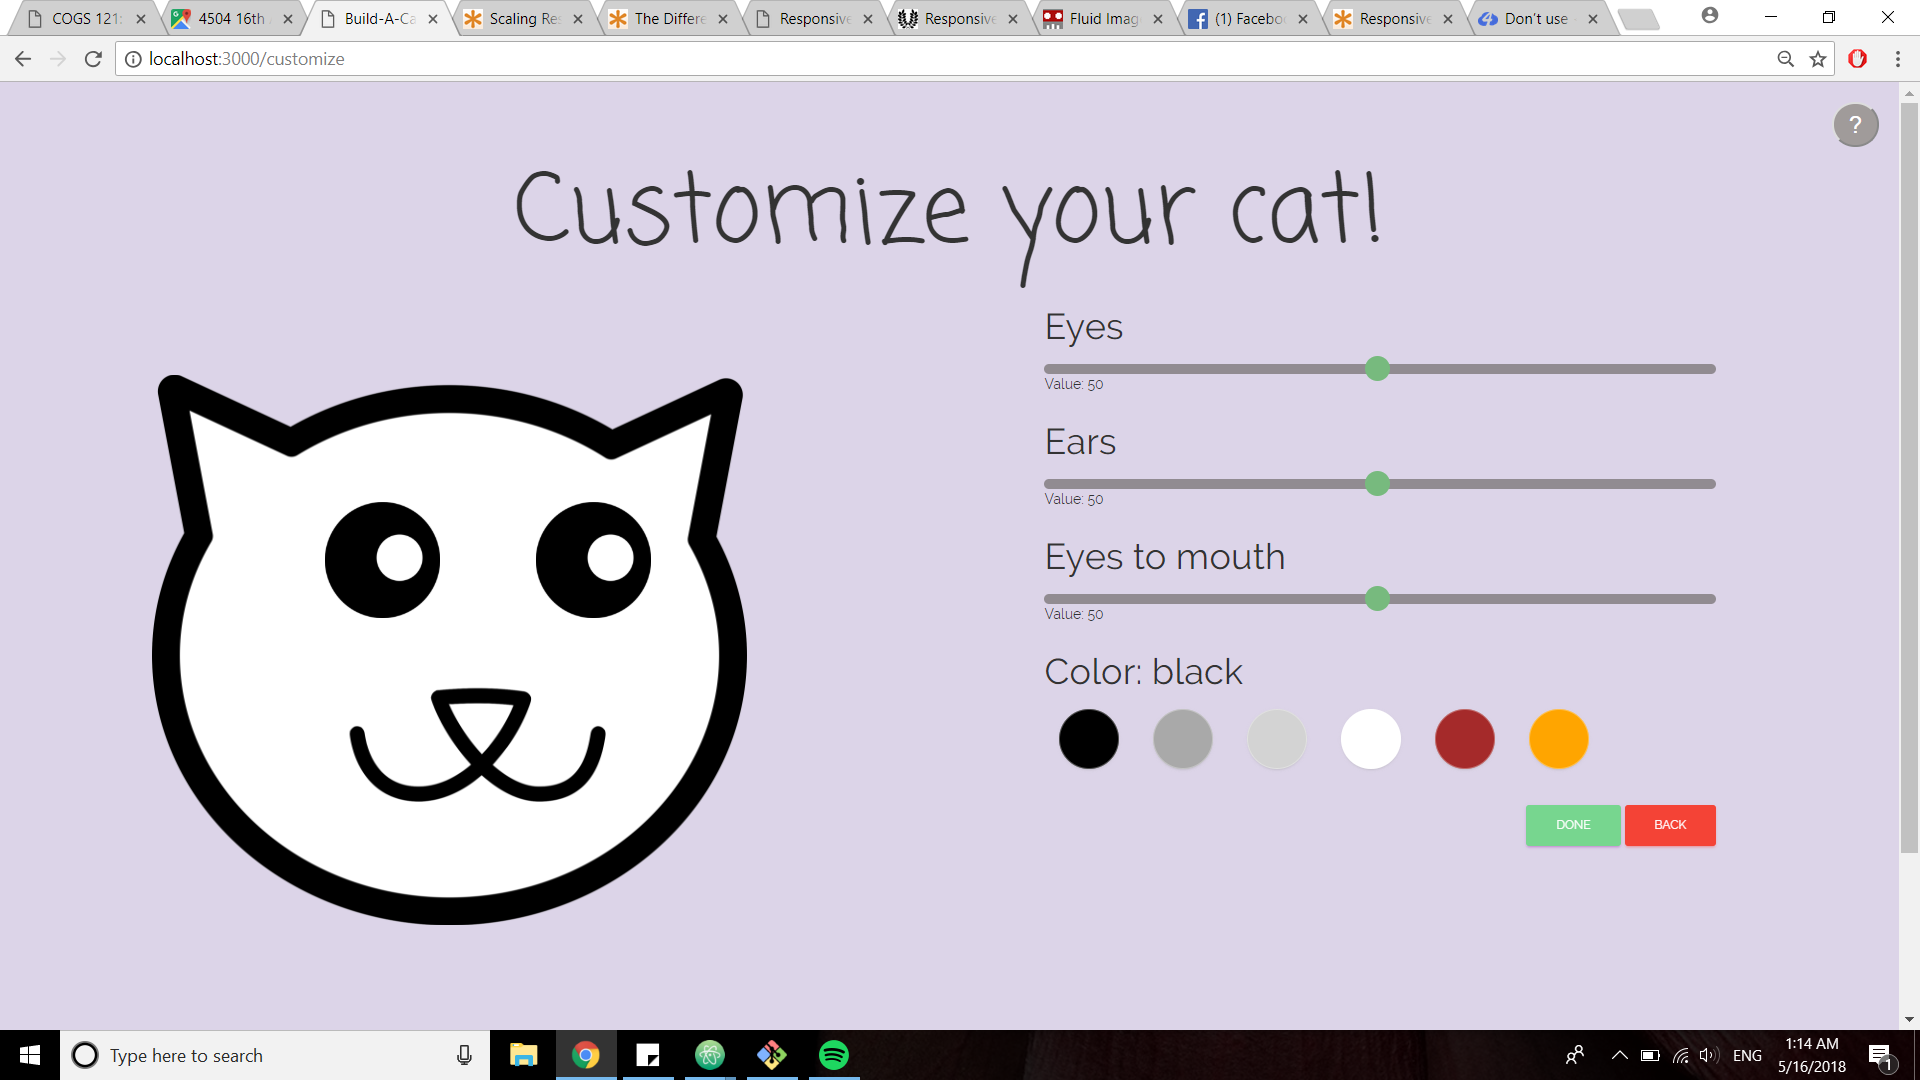 COGS 121:
4504 16th
Build-A-Ca
Scaling Res
The Differe
Responsive
Responsive
Fluid Imag
(1) Facebo
Responsive
Don't use
localhost:3000/customize
?
Customize your cat!
Eyes
Value: 50
Ears
Value: 50
Eyes to mouth
Value: 50
Color: black
DONE BACK
Type here to search
ENG
1:14 AM
5/16/2018
1